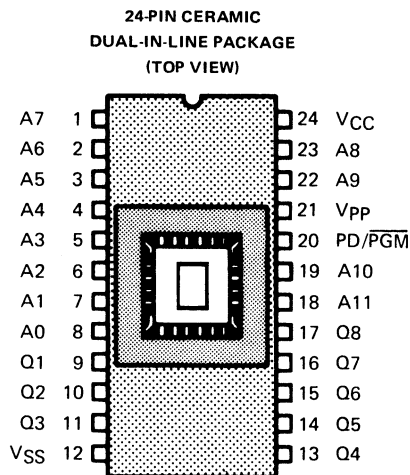 24-PIN CERAMIC
DUAL-IN-LINE PACKAGE
(TOP VIEW)
A7 1 24 VCC
A6 2 23 A8
A5 3 22 A9
A4 4 21 VPP
A3 5 20 PD/PGM
A2 6 19 A10
A1 7 18 A11
A0 8 17 Q8
Q1 9 16 Q7
Q2 10 15 Q6
Q3 11 14 Q5
VSS 12 13 Q4